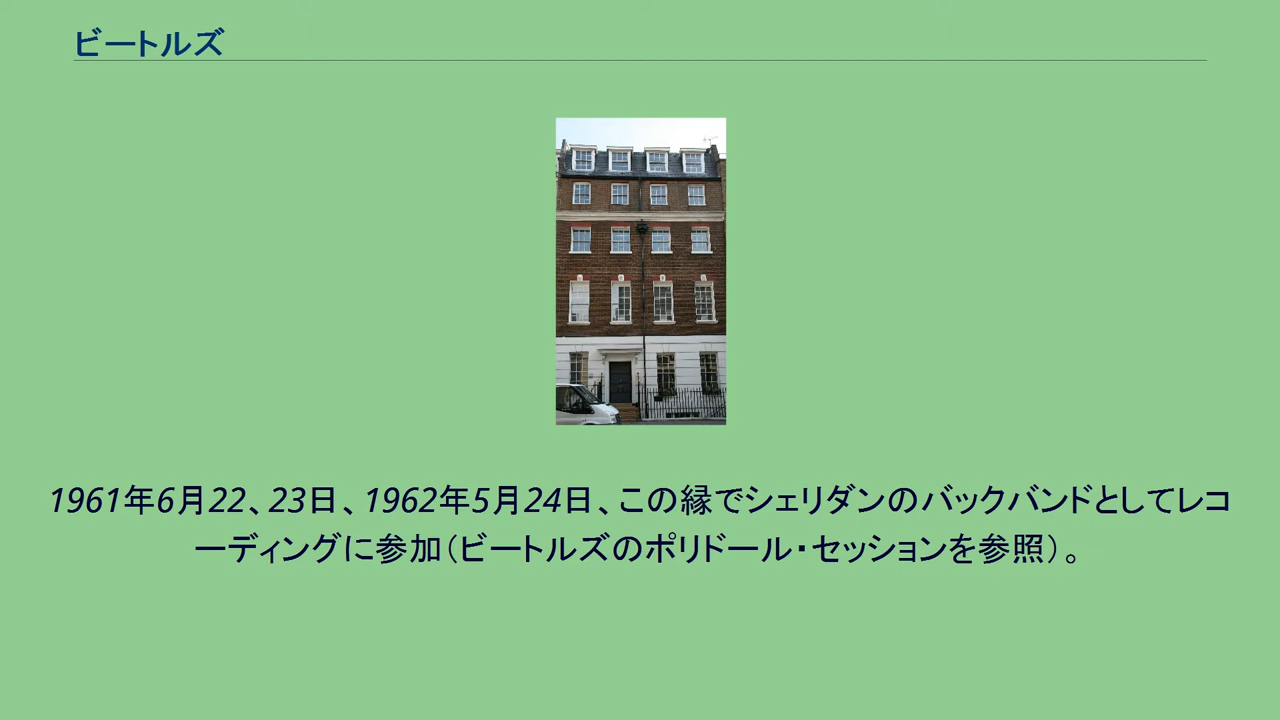 ビートルズ
1961年6月22、23日、1962年5月24日、この縁でシェリダンのバックバンドとしてレコ
ーディングに参加（ビートルズのポリドール・セッションを参照）。